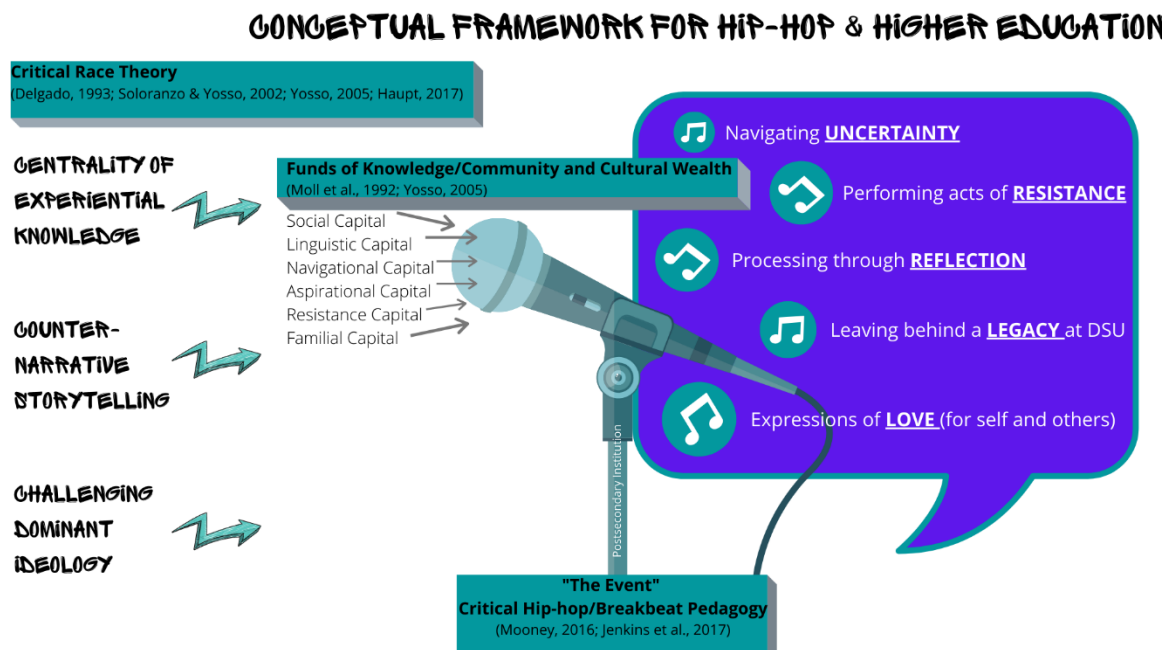 CONCEPTUAL FRAMEWORK FOR HIP-HOP & HIGHER EDUCATION
Critical Race Theory
(Delgado, 1993; Soloranzo & Yosso, 2002; Yosso, 2005; Haupt, 2017)
CENTRALITY OF
EXPERIENTIAL
KNOWLEDGE
COUNTER-
NARRATIVE
STORYTELLING
CHALLENGING
DOMINANT
IDEOLOGY
Funds of Knowledge/Community and Cultural Wealth
(Moll et al., 1992; Yosso, 2005)
Social Capital
Linguistic Capital
Navigational Capital
Aspirational Capital
Resistance Capital
Familial Capital
Navigating UNCERTAINTY
Performing acts of RESISTANCE
Processing through REFLECTION
Leaving behind a LEGACY at DSU
Expressions of LOVE (for self and others)
Postsecondary Institution
"The Event"
Critical Hip-hop/Breakbeat Pedagogy
(Mooney, 2016; Jenkins et al., 2017)